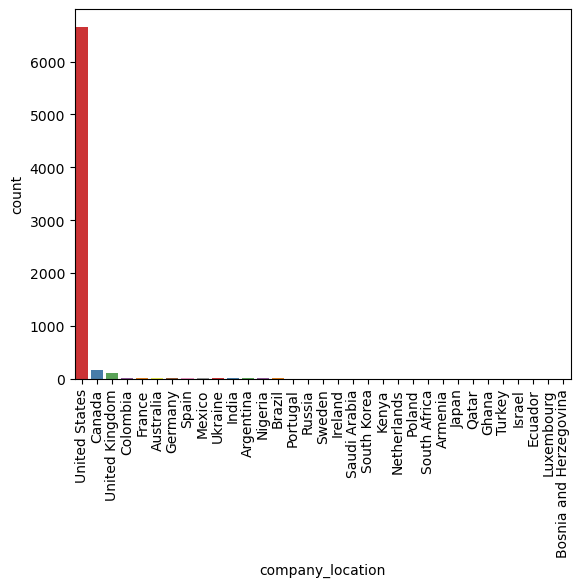 6000
5000
4000
3000
2000
1000
0
count
United States
Canada
United Kingdom
Colombia
France
Australia
Germany
Spain
Mexico
Ukraine
India
Argentina
Nigeria
Brazil
Portugal
Russia
Sweden
Ireland
Saudi Arabia
South Korea
Kenya
Netherlands
Poland
South Africa
Armenia
Japan
Qatar
Ghana
Turkey
Israel
Ecuador
Luxembourg
Bosnia and Herzegovina
company_location